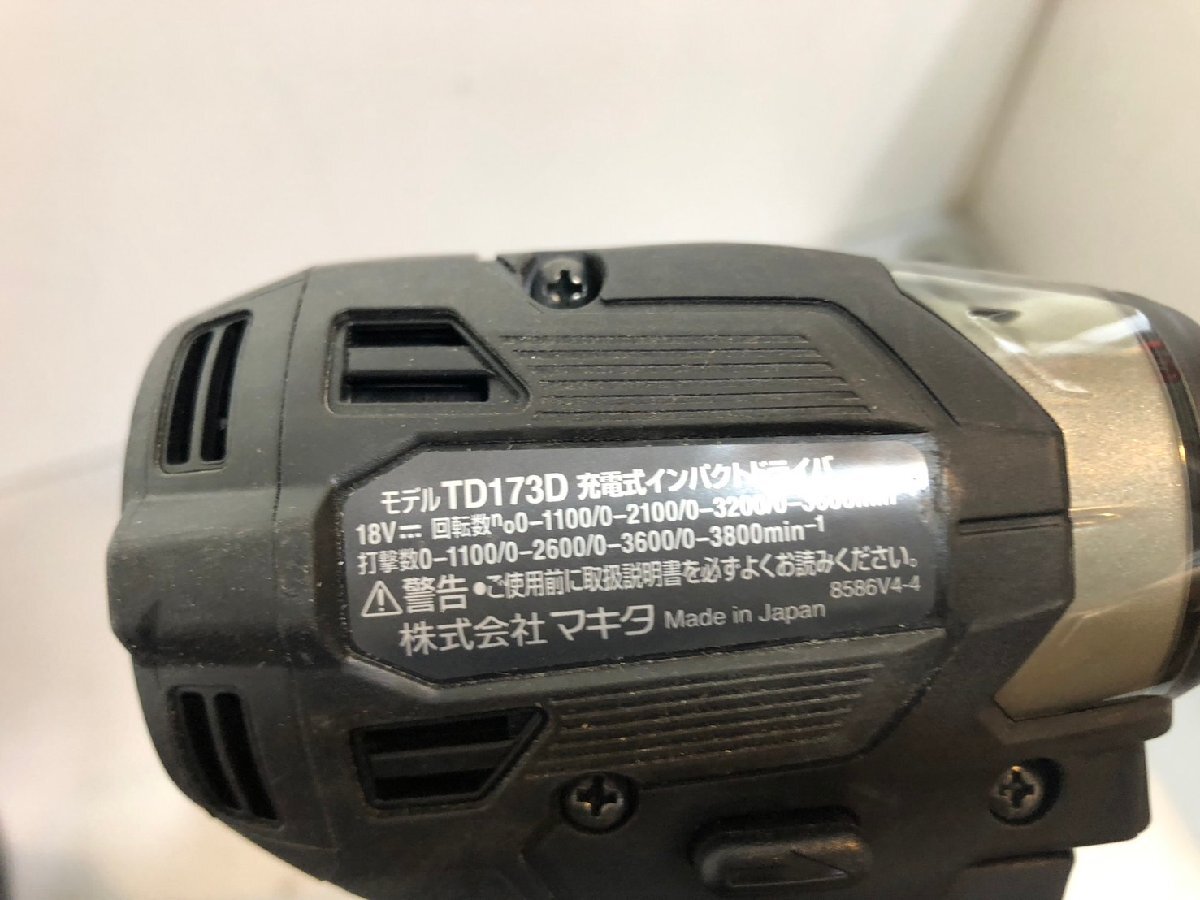 モデルTD173D 充電式インパクトドライバ
18V⎓ 回転数n₀0-1100/0-2100/0-3200/0-3600min⁻¹
打撃数0-1100/0-2600/0-3600/0-3800min⁻¹
⚠警告 •ご使用前に取扱説明書を必ずよくお読みください。
8586V4-4
株式会社マキタ Made in Japan